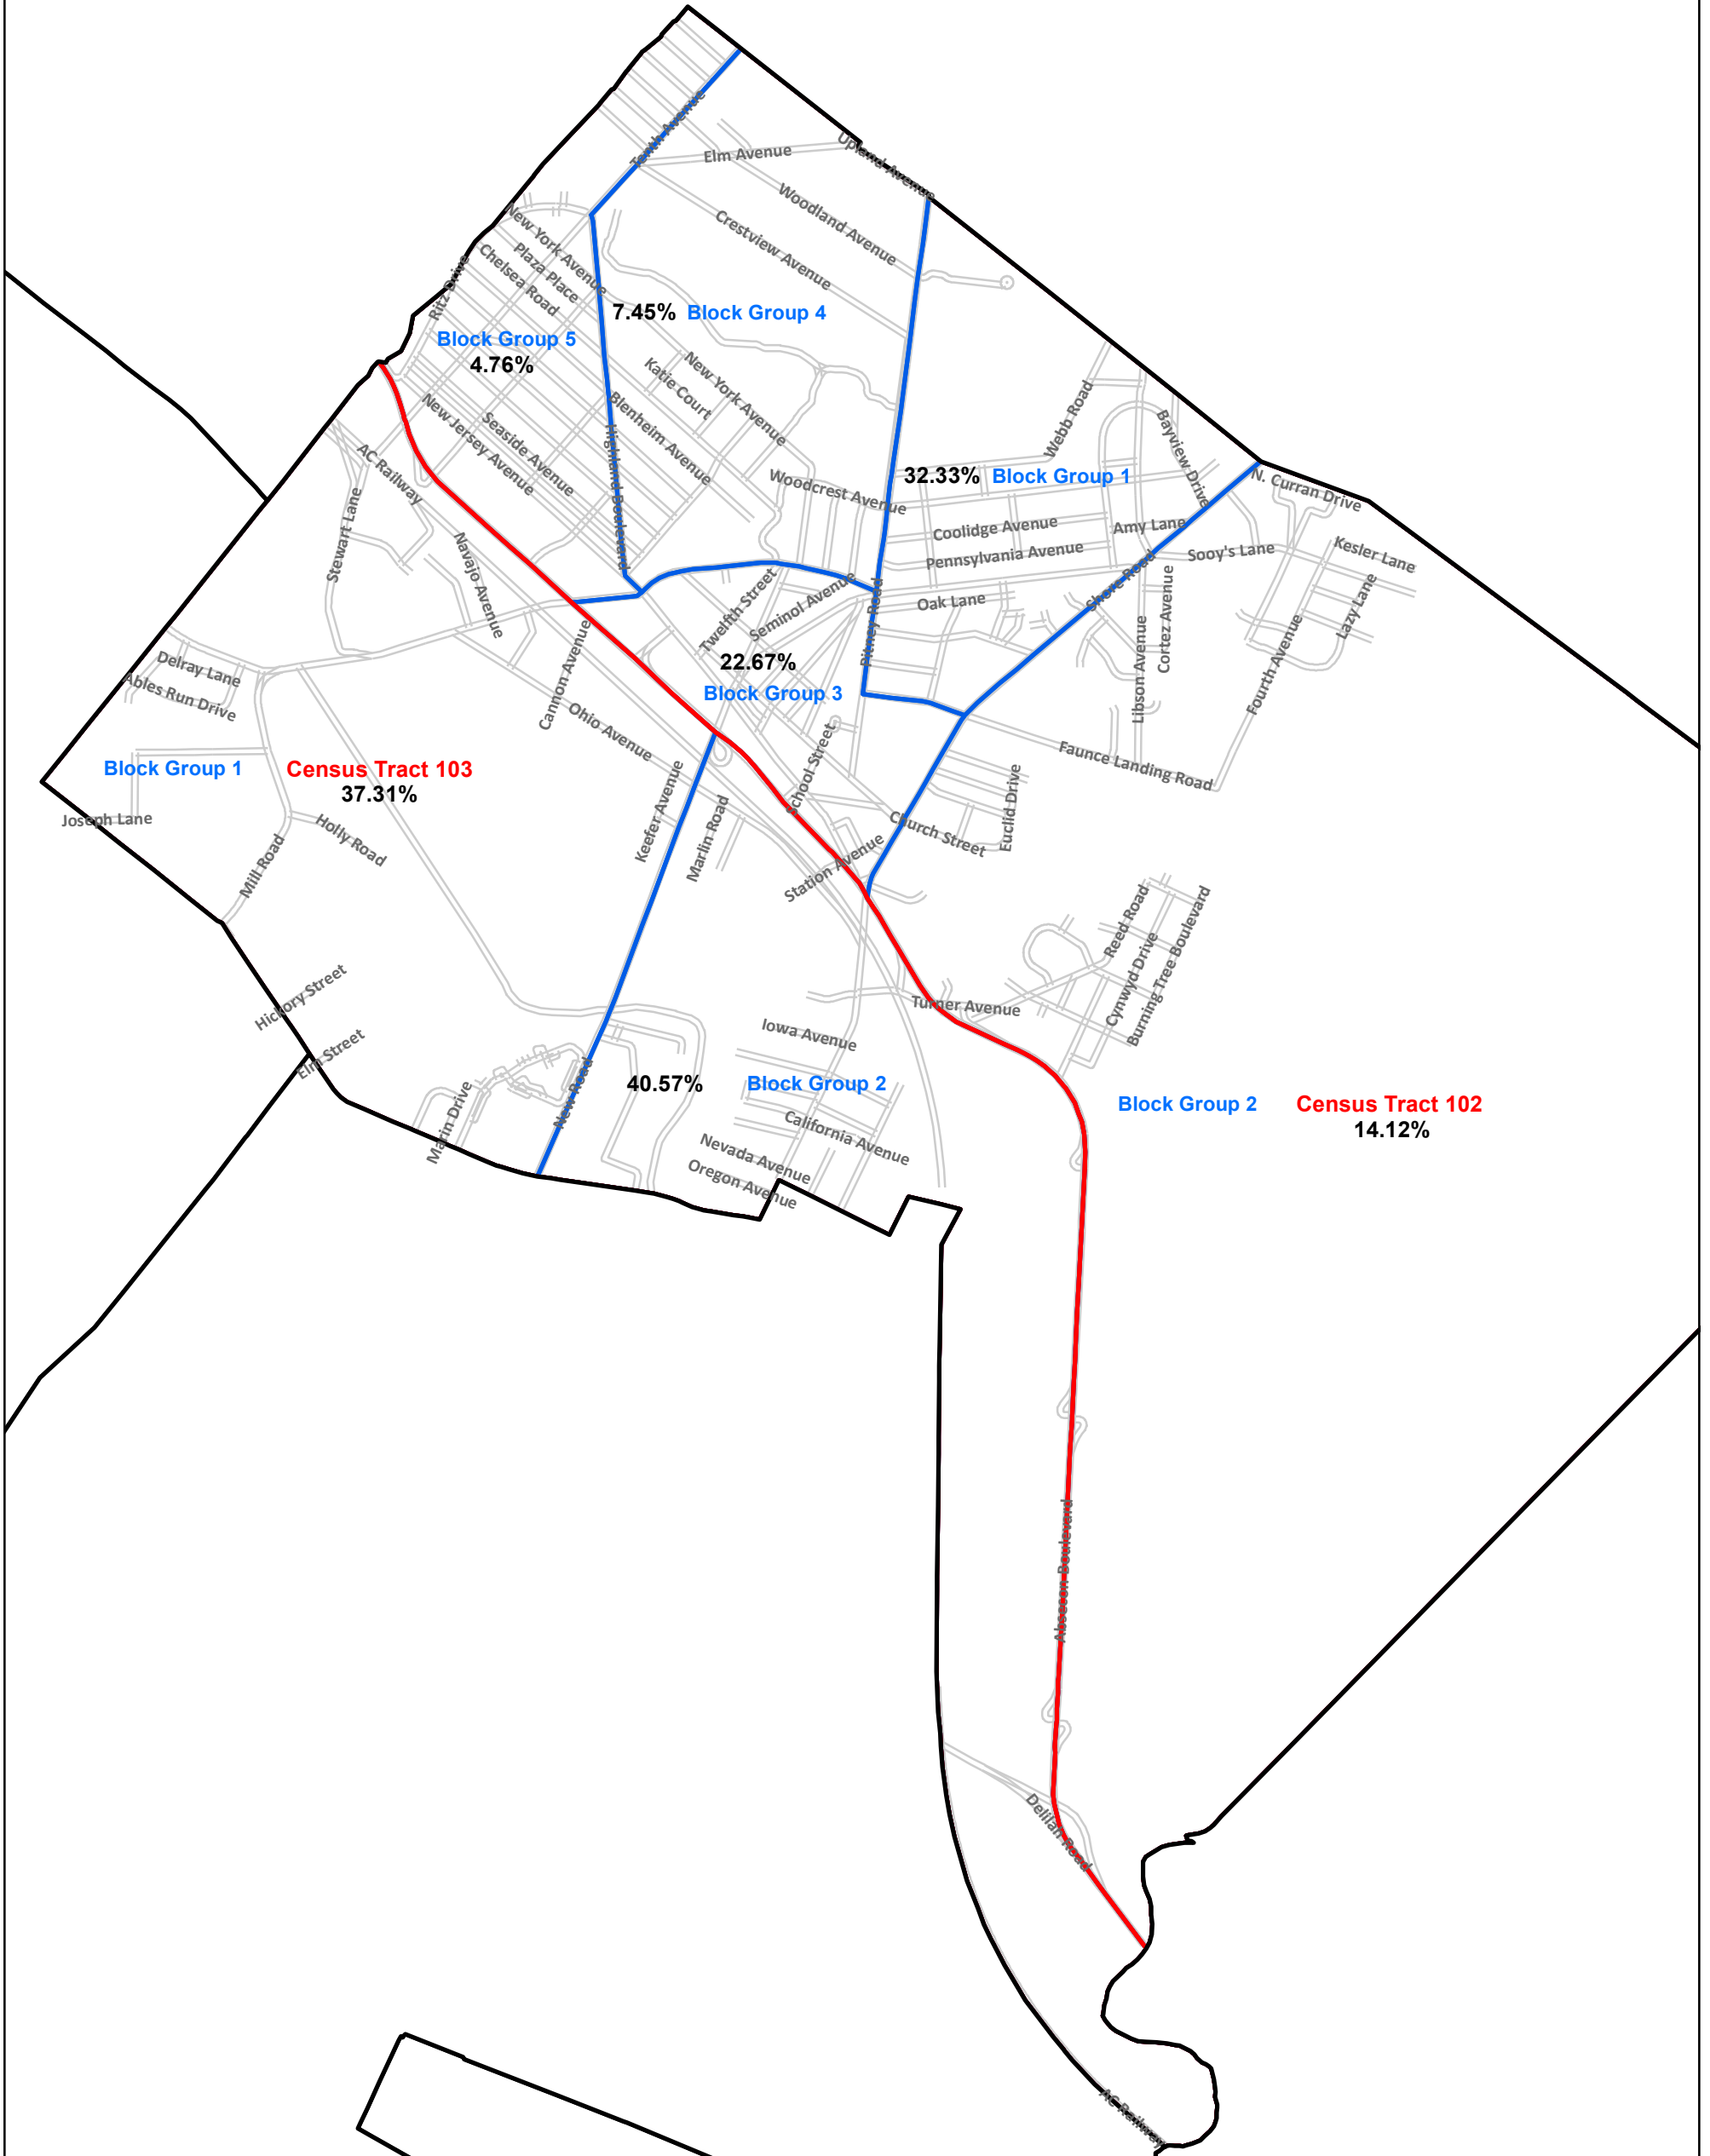 Tenth Avenue
Elm Avenue
Upland Avenue
Woodland Avenue
Crestview Avenue
New York Avenue
Plaza Place
Chelsea Road
Ritz Drive
7.45% Block Group 4
Block Group 5
4.76%
New York Avenue
Katie Court
Blenheim Avenue
Highland Boulevard
Seaside Avenue
New Jersey Avenue
AC Railway
Stewart Lane
Navajo Avenue
Webb Road
Bayview Drive
32.33% Block Group 1
Woodcrest Avenue
N. Curran Drive
Coolidge Avenue
Amy Lane
Pennsylvania Avenue
Sooy's Lane
Kesler Lane
Shore Road
Oak Lane
Cortez Avenue
Lazy Lane
Libson Avenue
Fourth Avenue
Twelfth Street
Seminol Avenue
Pitney Road
22.67%
Block Group 3
Delray Lane
Ables Run Drive
Cannon Avenue
Ohio Avenue
School Street
Faunce Landing Road
Euclid Drive
Church Street
Block Group 1
Census Tract 103
37.31%
Joseph Lane
Holly Road
Mill Road
Keefer Avenue
Marlin Road
Station Avenue
Reed Road
Cynwyd Drive
Burning Tree Boulevard
Hickory Street
Elm Street
Turner Avenue
Iowa Avenue
40.57% Block Group 2
New Road
Marin Drive
California Avenue
Nevada Avenue
Oregon Avenue
Block Group 2 Census Tract 102
14.12%
Absecon Boulevard
Delilah Road
AC Railway